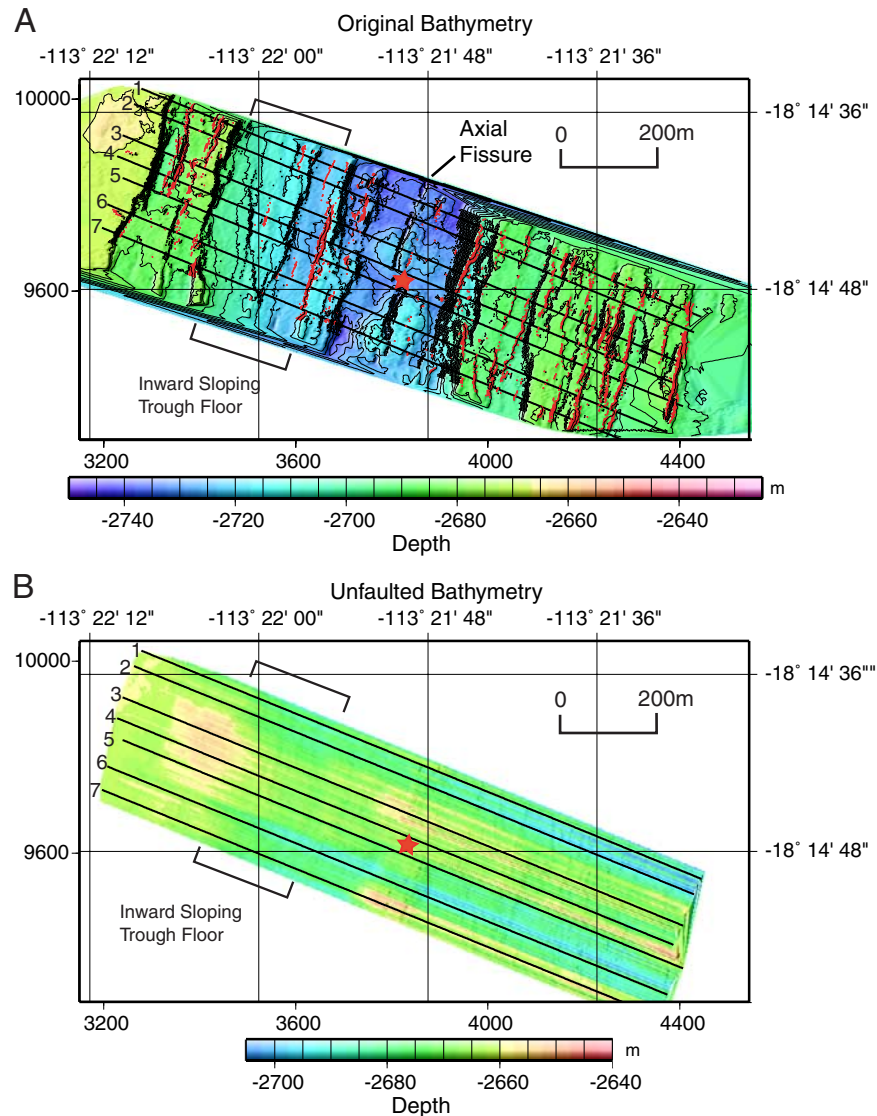 A
Original Bathymetry
-113° 22' 12" -113° 22' 00" -113° 21' 48" -113° 21' 36"
10000
-18° 14' 36"
1
2
3
4
5
6
7
Axial
Fissure
0 200m
9600
-18° 14' 48"
Inward Sloping
Trough Floor
3200 3600 4000 4400
m
-2740 -2720 -2700 -2680 -2660 -2640
Depth
B
Unfaulted Bathymetry
-113° 22' 12" -113° 22' 00" -113° 21' 48" -113° 21' 36"
10000
-18° 14' 36""
1
2
3
4
5
6
7
0 200m
9600
-18° 14' 48"
Inward Sloping
Trough Floor
3200 3600 4000 4400
m
-2700 -2680 -2660 -2640
Depth